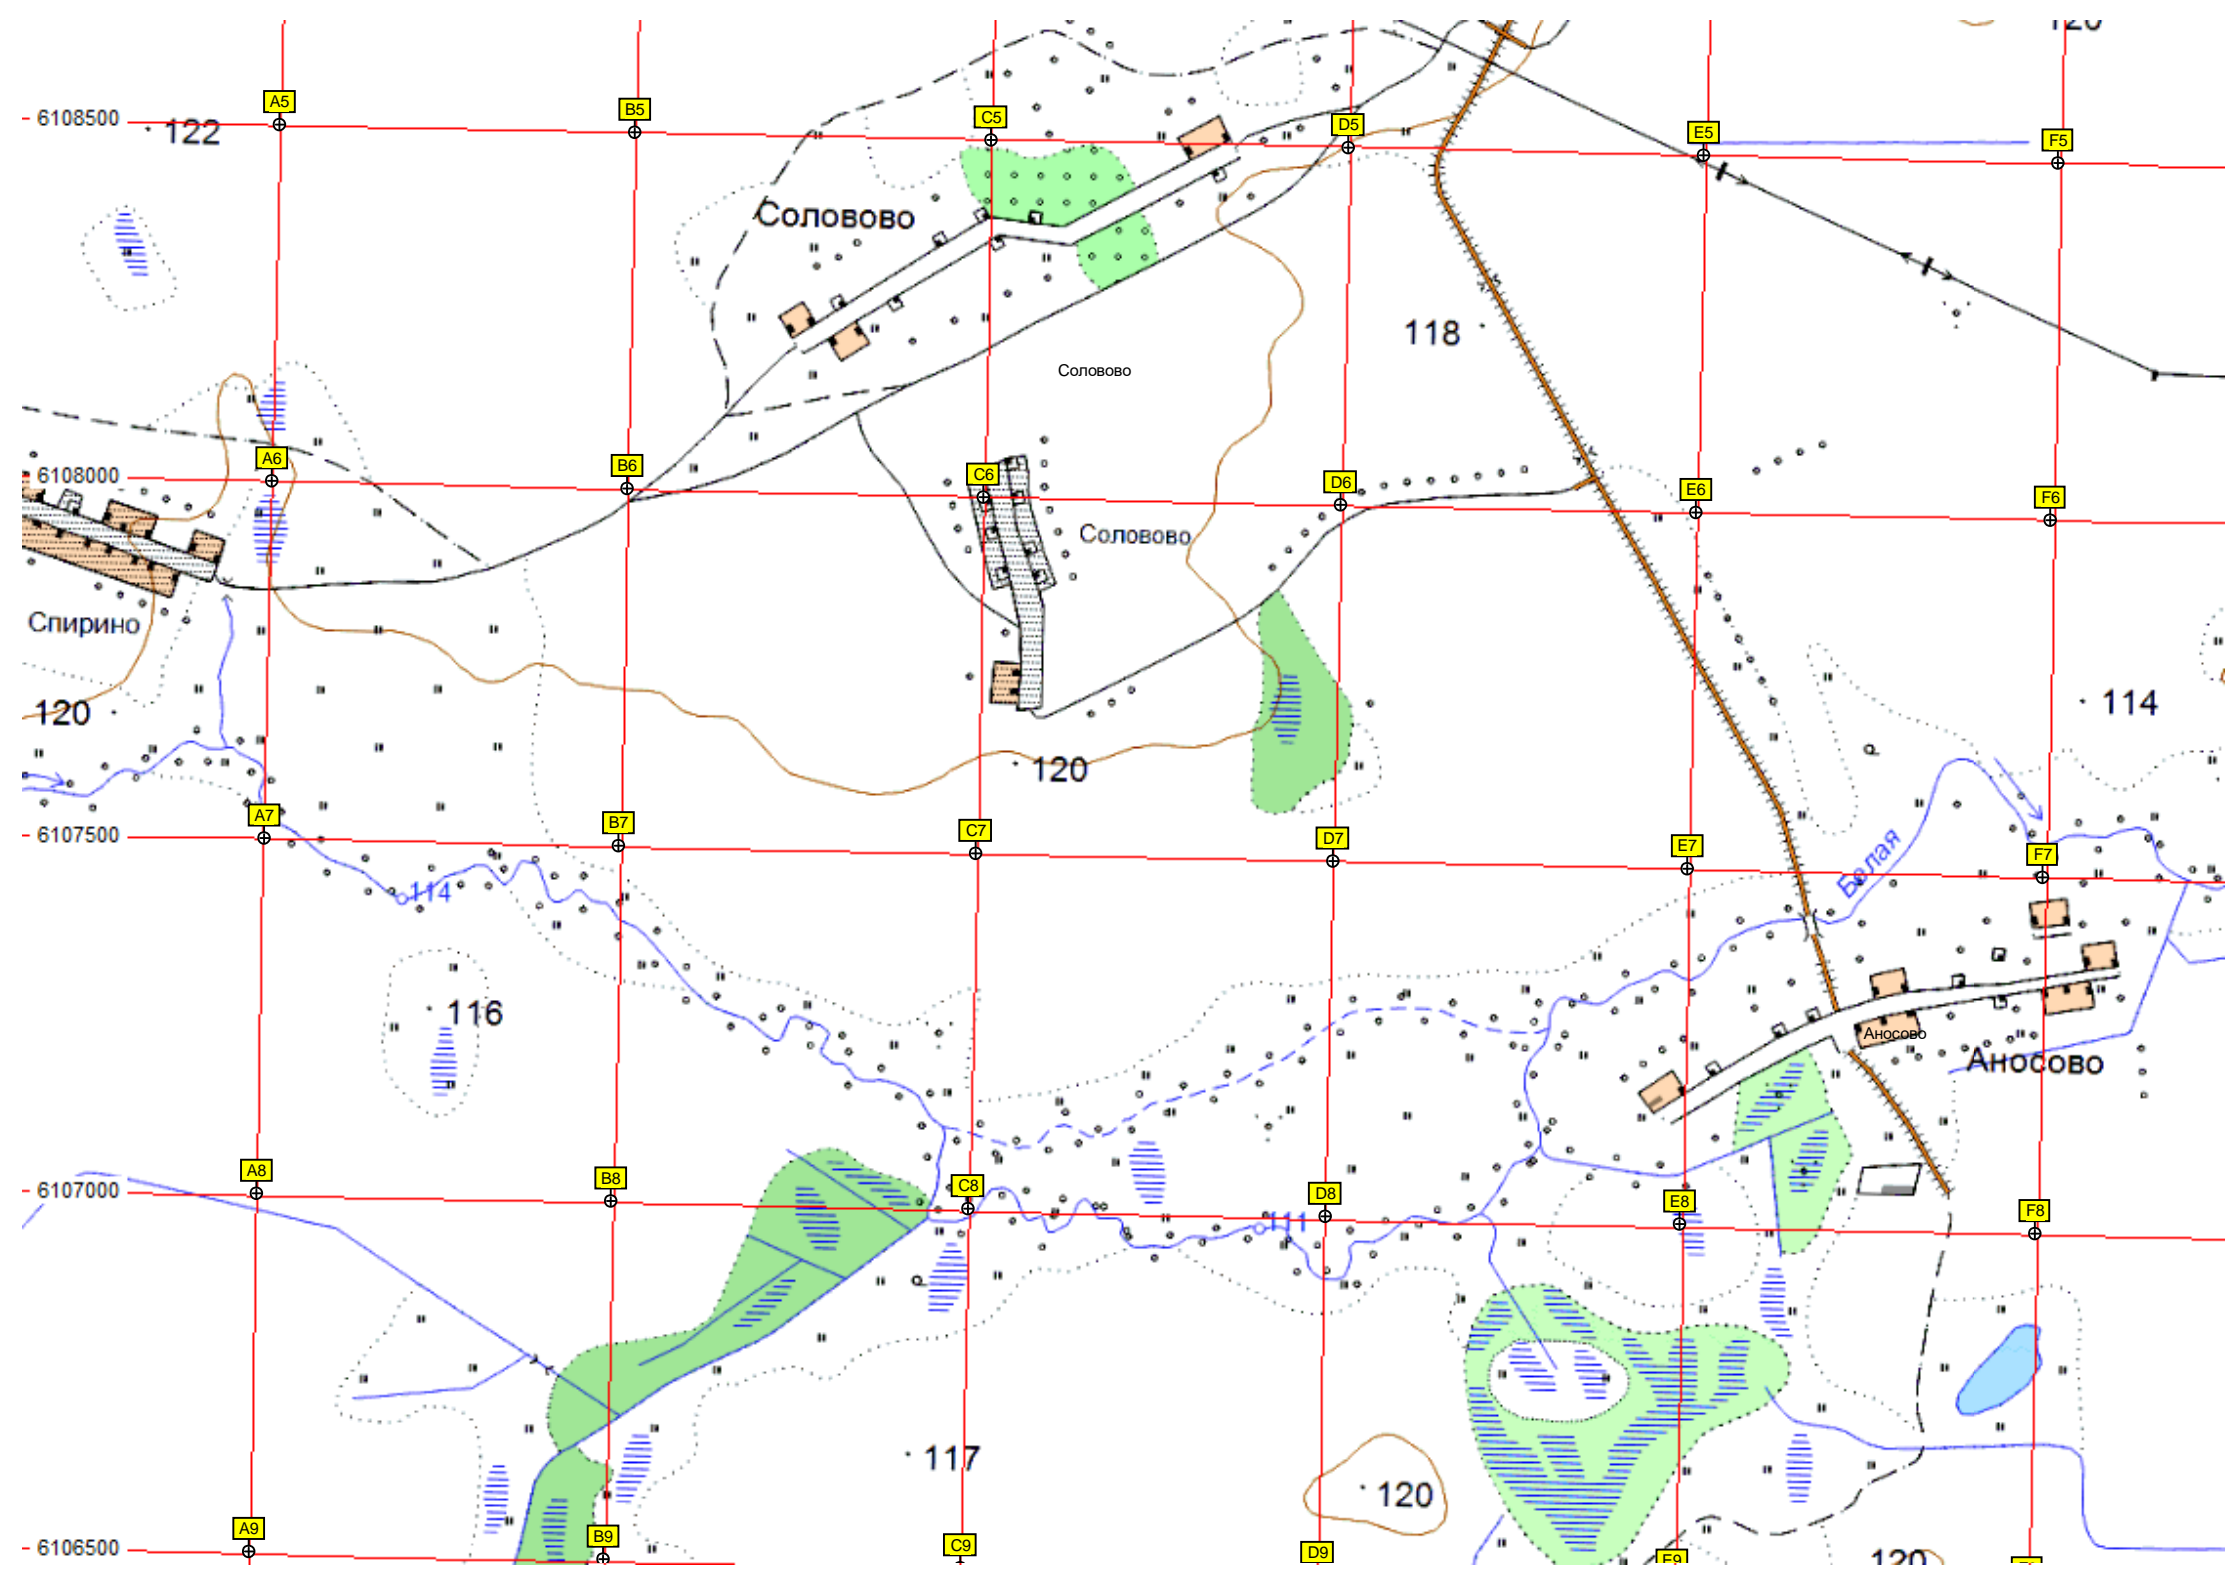 120
A5
B5
C5
D5
E5
F5
6108500
122
Соловово
118
Соловово
A6
B6
C6
D6
E6
F6
6108000
Соловово
Спирино
120
114
120
A7
B7
C7
D7
E7
F7
6107500
114
Белая
116
Аносово
Аносово
A8
B8
C8
D8
E8
F8
6107000
111
117
120
A9
B9
C9
D9
E9
6106500
120